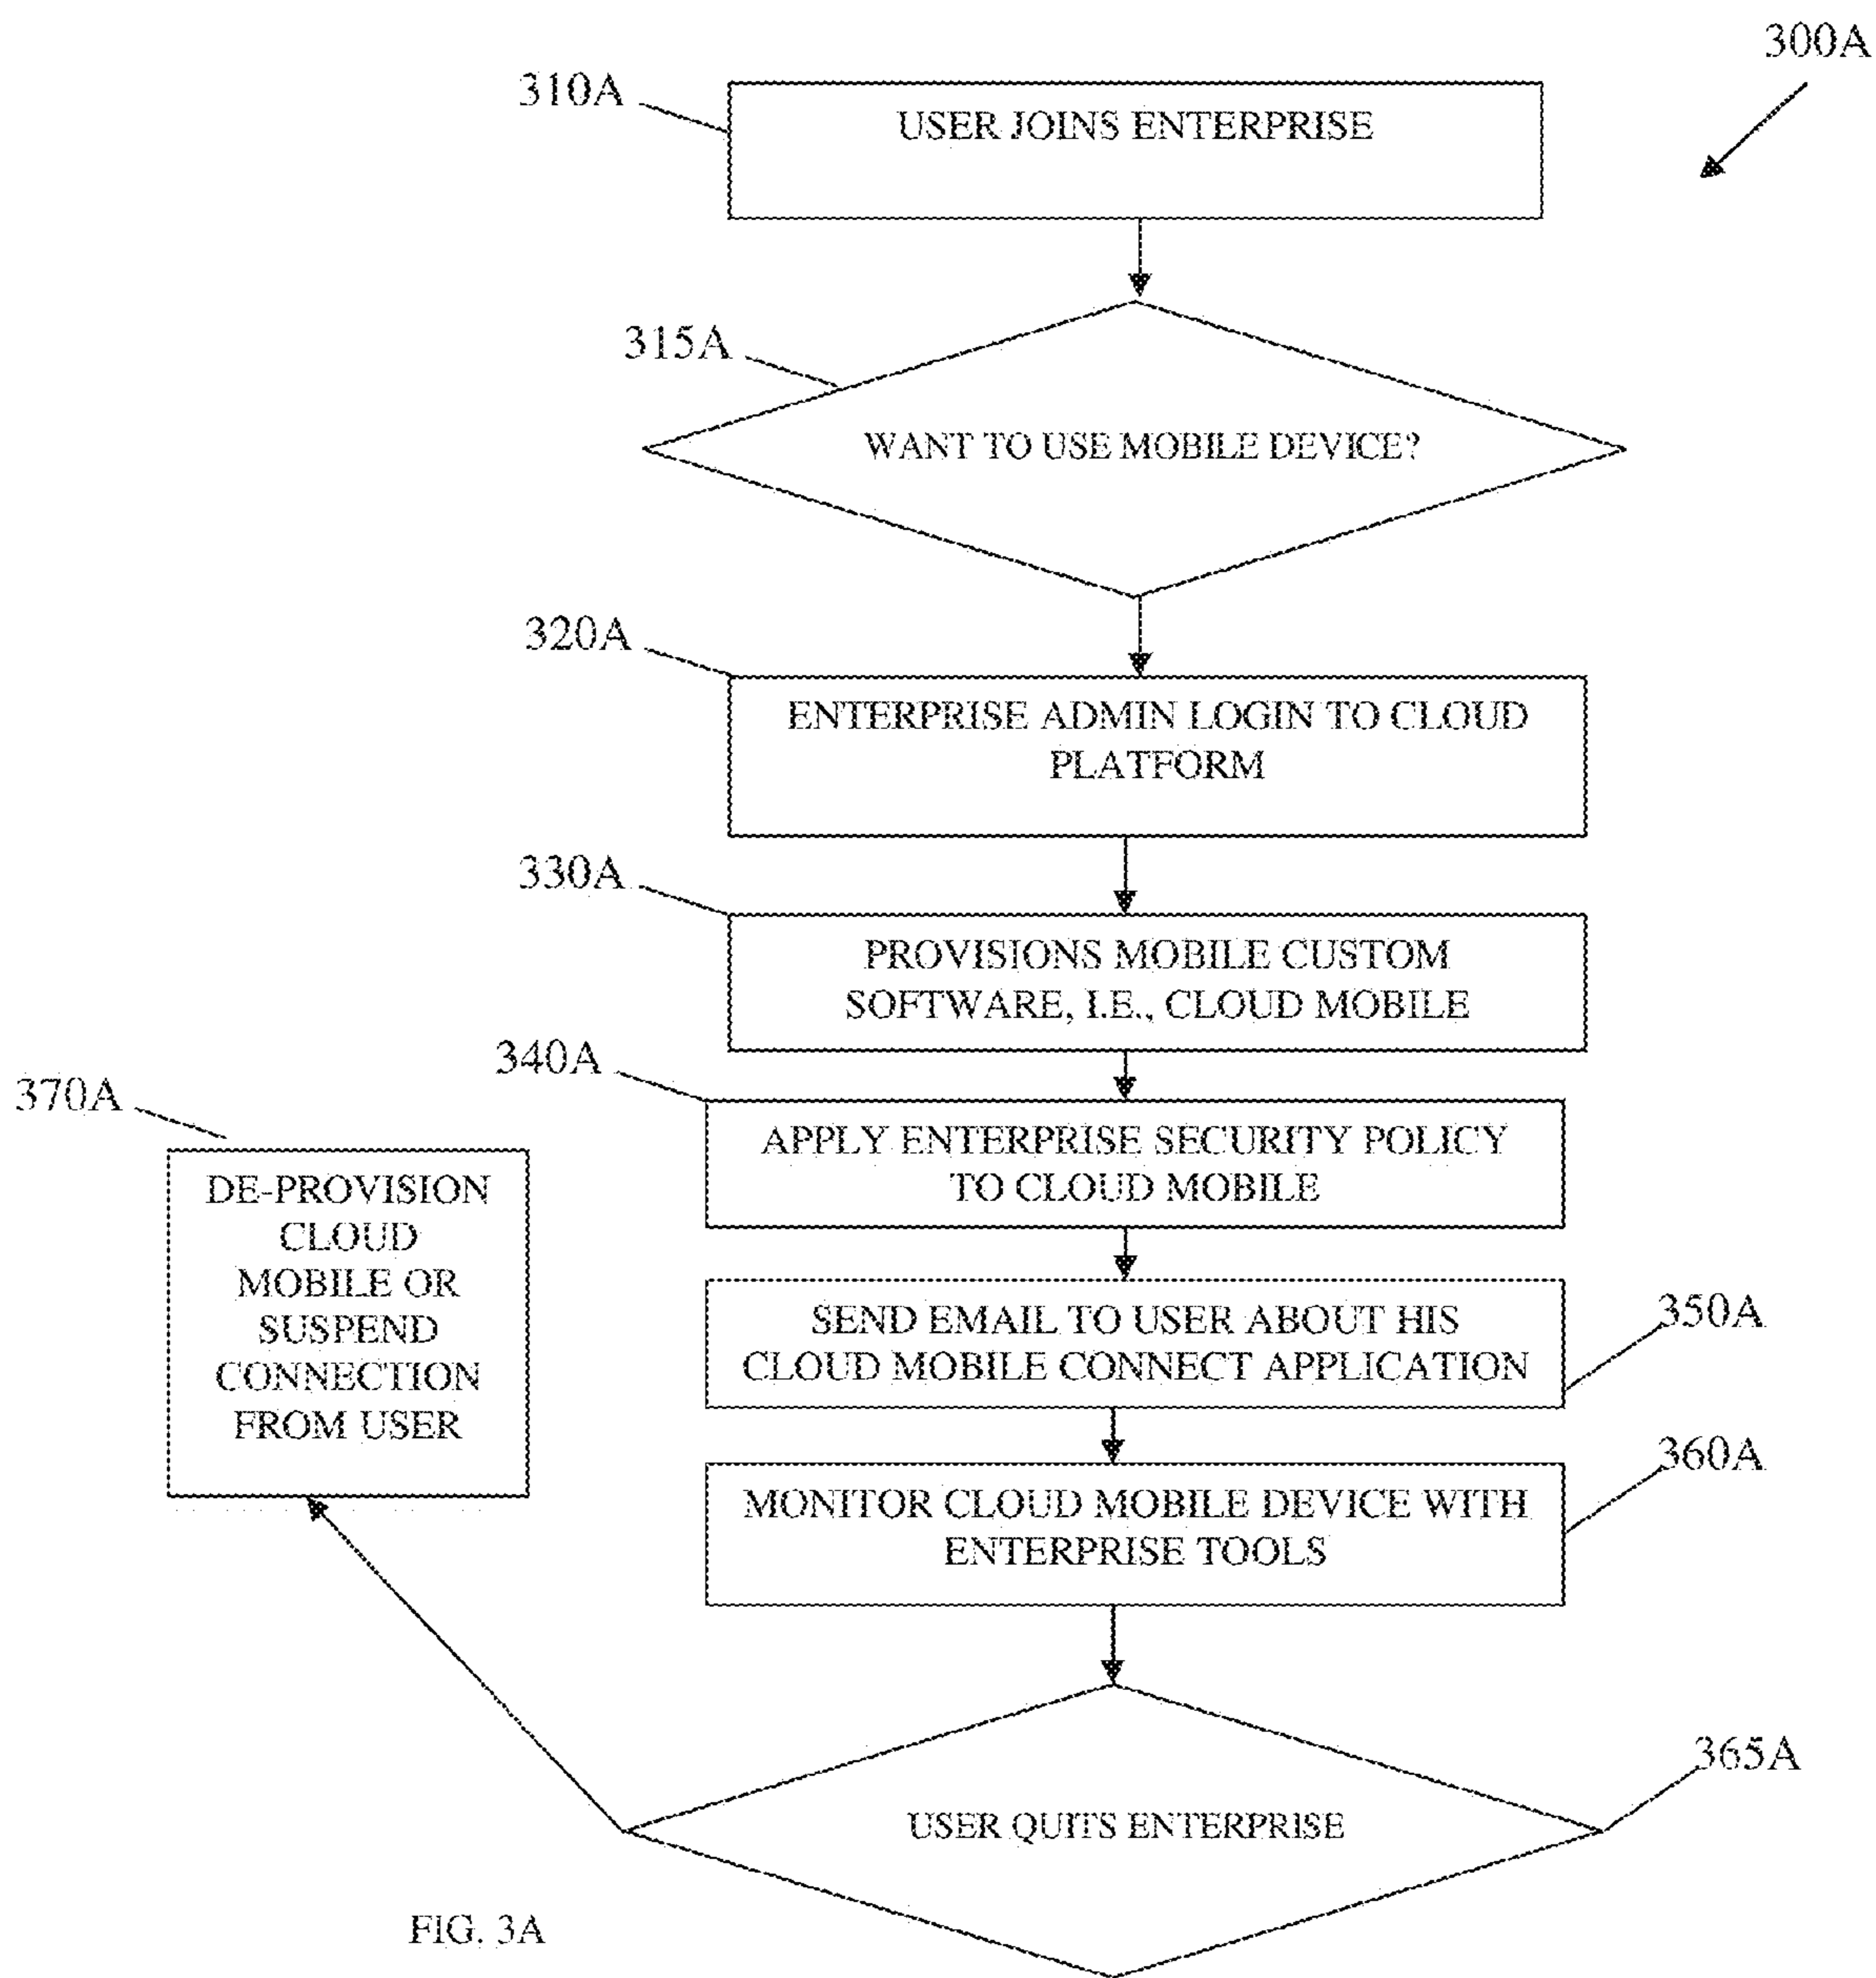 300A
310A
USER JOINS ENTERPRISE
315A
WANT TO USE MOBILE DEVICE?
320A
ENTERPRISE ADMIN LOGIN TO CLOUD
PLATFORM
330A
PROVISIONS MOBILE CUSTOM
SOFTWARE, I.E., CLOUD MOBILE
340A
APPLY ENTERPRISE SECURITY POLICY
TO CLOUD MOBILE
370A
DE-PROVISION
CLOUD
MOBILE OR
SUSPEND
CONNECTION
FROM USER
350A
SEND EMAIL TO USER ABOUT HIS
CLOUD MOBILE CONNECT APPLICATION
360A
MONITOR CLOUD MOBILE DEVICE WITH
ENTERPRISE TOOLS
365A
USER QUITS ENTERPRISE
FIG. 3A